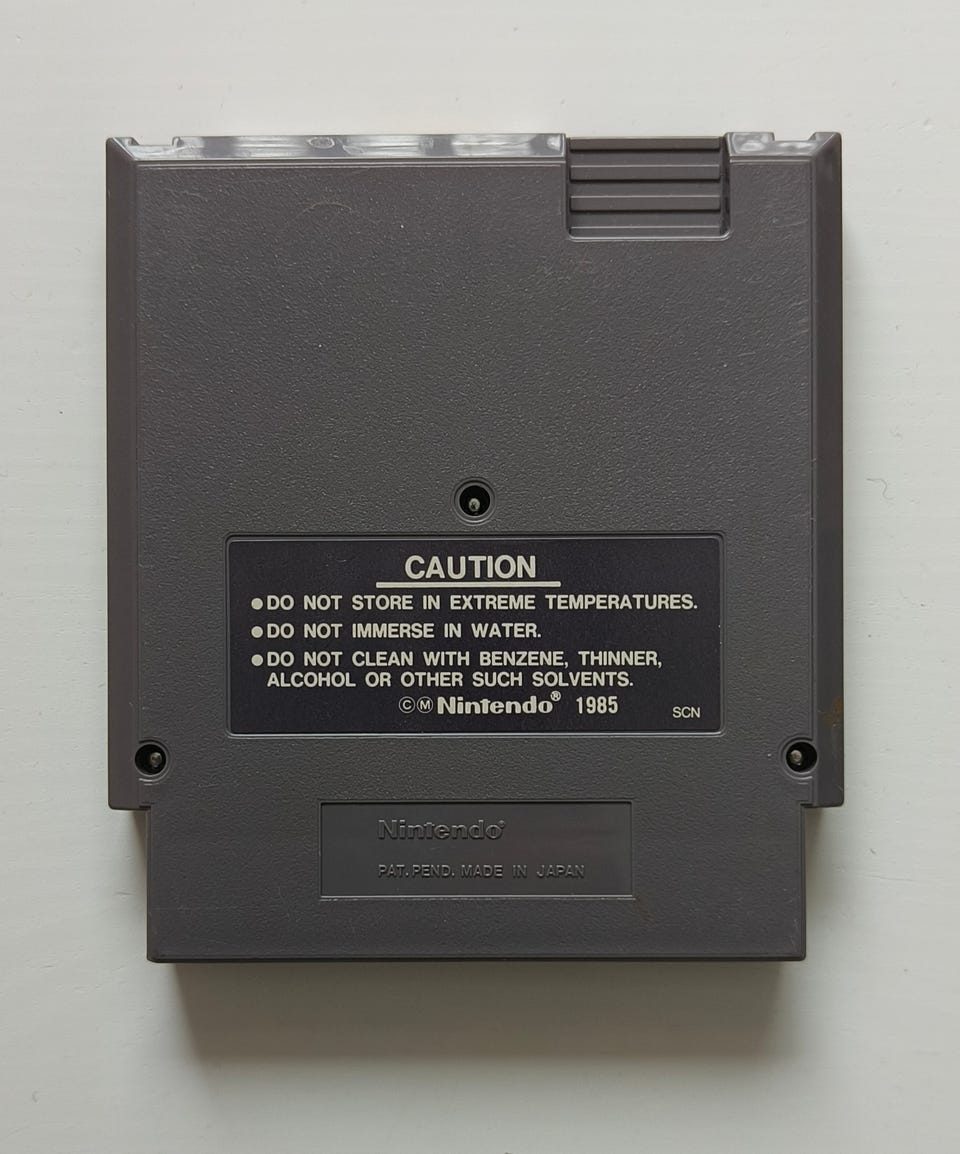 CAUTION
●DO NOT STORE IN EXTREME TEMPERATURES.
●DO NOT IMMERSE IN WATER.
●DO NOT CLEAN WITH BENZENE, THINNER,
ALCOHOL OR OTHER SUCH SOLVENTS.
©Ⓜ Nintendo® 1985
SCN
Nintendo®
PAT. PEND. MADE IN JAPAN